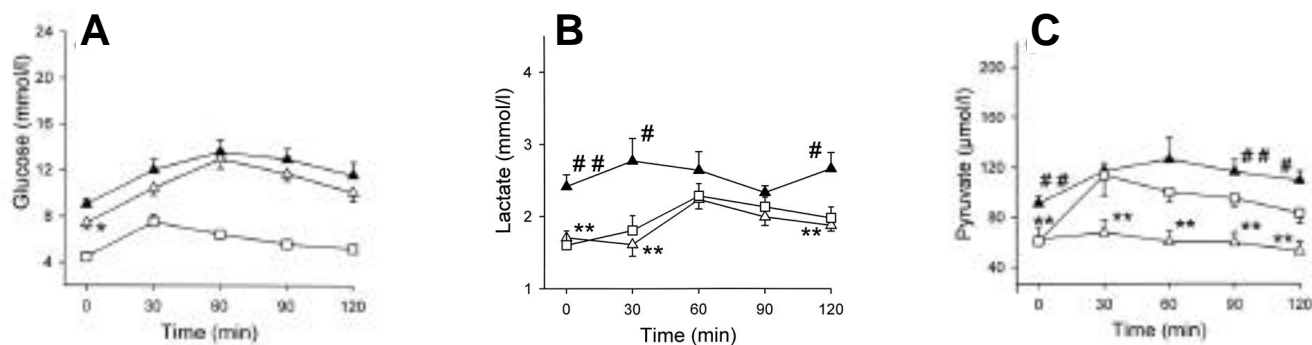 A
Glucose (mmol/l)
24
20
16
12
8
4
*
0 30 60 90 120
Time (min)
B
Lactate (mmol/l)
4
3
2
1
# #
#
#
**
**
**
0 30 60 90 120
Time (min)
C
Pyruvate (μmol/l)
200
160
120
80
40
# #
# #
#
**
**
**
**
**
0 30 60 90 120
Time (min)